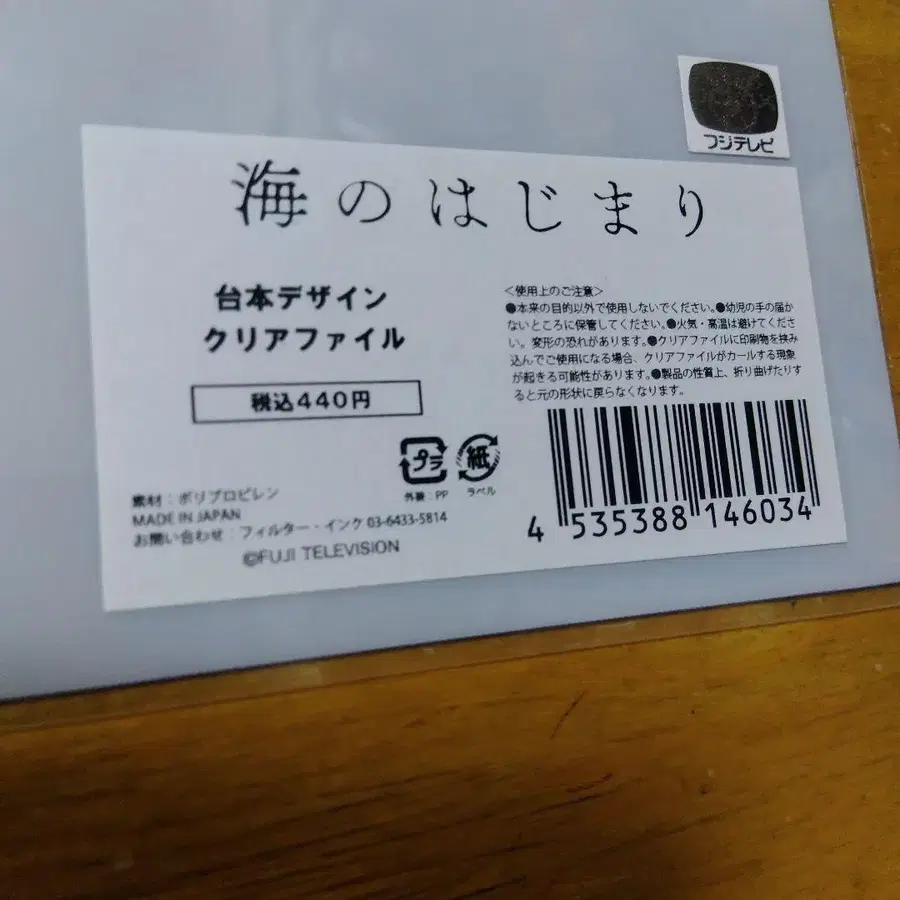 フジテレビ
海のはじまり
台本デザイン
クリアファイル
税込440円
<使用上のご注意>
●本来の目的以外で使用しないでください。●幼児の手の届か
ないところに保管してください。●火気・高温は避けてくださ
い。変形の恐れがあります。●クリアファイルに印刷物を挟み
込んでご使用になる場合、クリアファイルがカールする現象
が起きる可能性があります。●製品の性質上、折り曲げたりす
ると元の形状に戻らなくなります。
プラ
外装:PP
紙
ラベル
素材:ポリプロピレン
MADE IN JAPAN
お問い合わせ:フィルター・インク 03-6433-5814
©FUJI TELEVISION
4 535388 146034